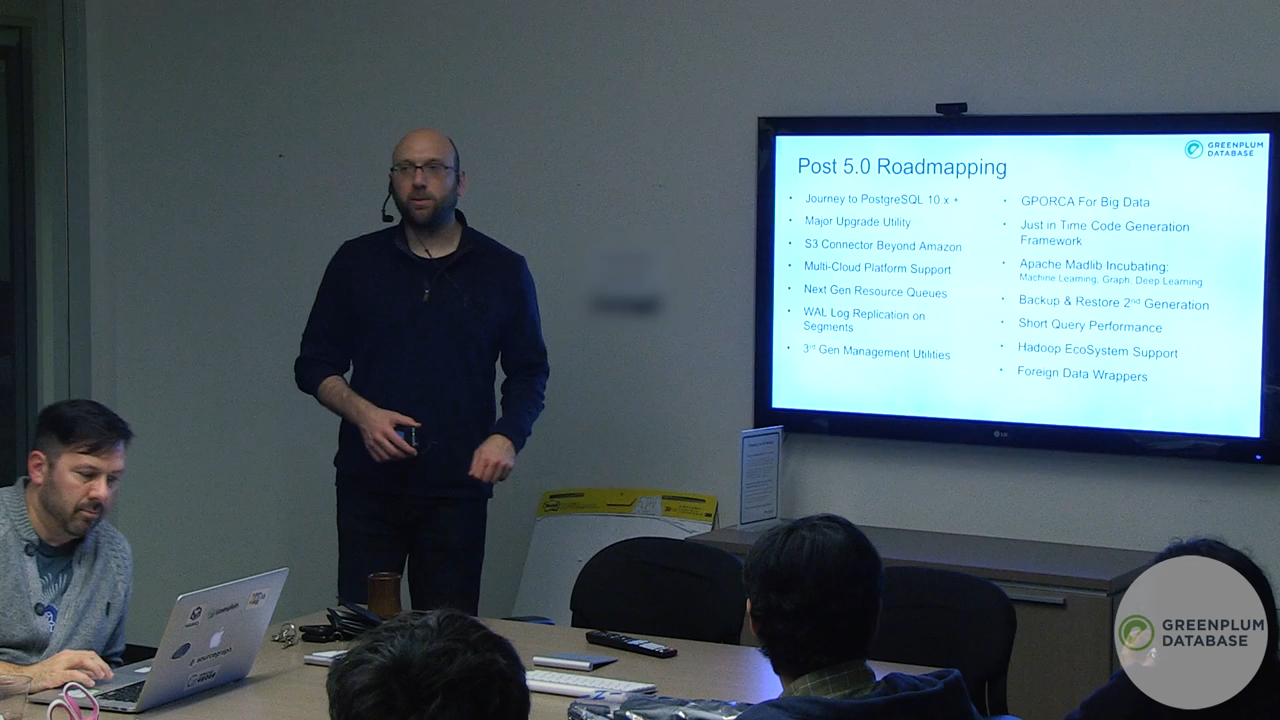 GREENPLUM
DATABASE
Post 5.0 Roadmapping
Journey to PostgreSQL 10 x +
Major Upgrade Utility
S3 Connector Beyond Amazon
Multi-Cloud Platform Support
Next Gen Resource Queues
WAL Log Replication on
Segments
3rd Gen Management Utilities
GPORCA For Big Data
Just in Time Code Generation
Framework
Apache Madlib Incubating:
Machine Learning, Graph, Deep Learning
Backup & Restore 2nd Generation
Short Query Performance
Hadoop EcoSystem Support
Foreign Data Wrappers
LG
sourcegraph
GREENPLUM
DATABASE